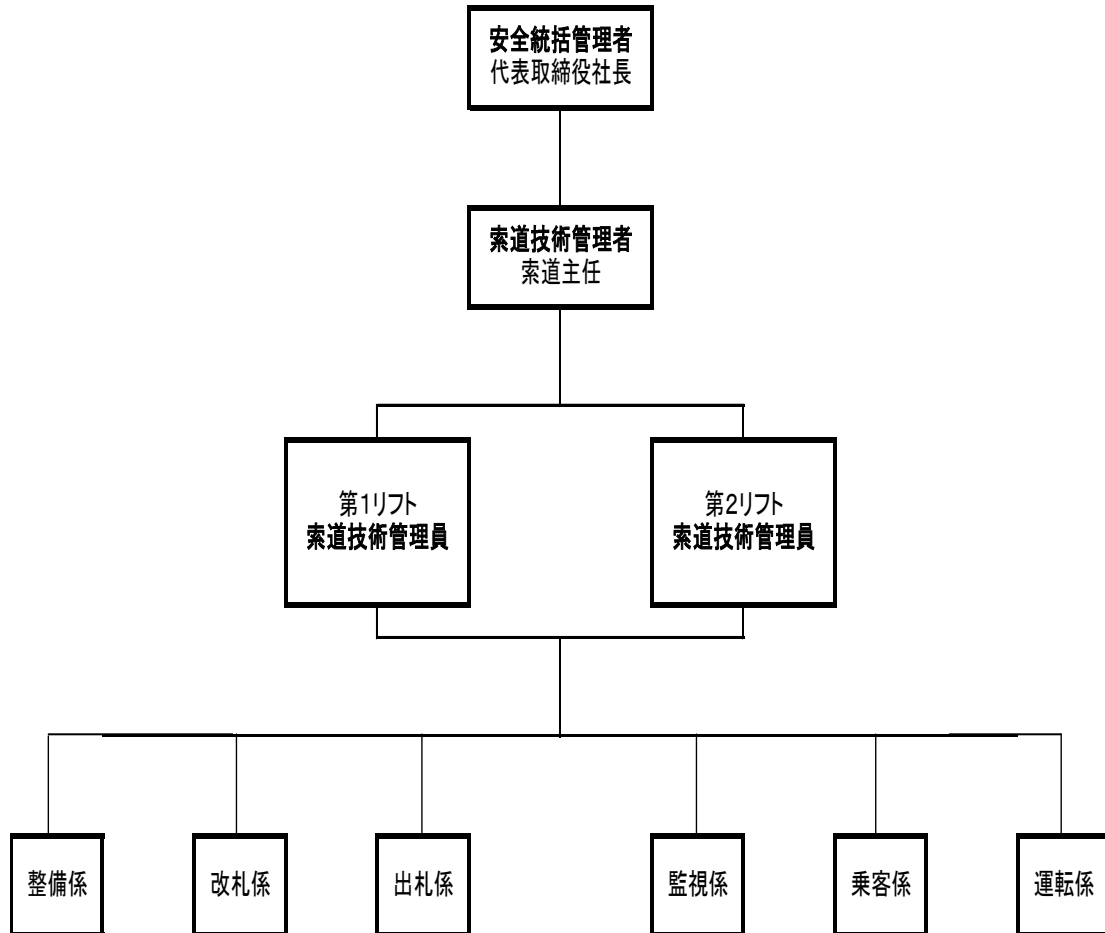 安全統括管理者
代表取締役社長
索道技術管理者
索道主任
第1リフト
索道技術管理員
第2リフト
索道技術管理員
整備係
改札係
出札係
監視係
乗客係
運転係